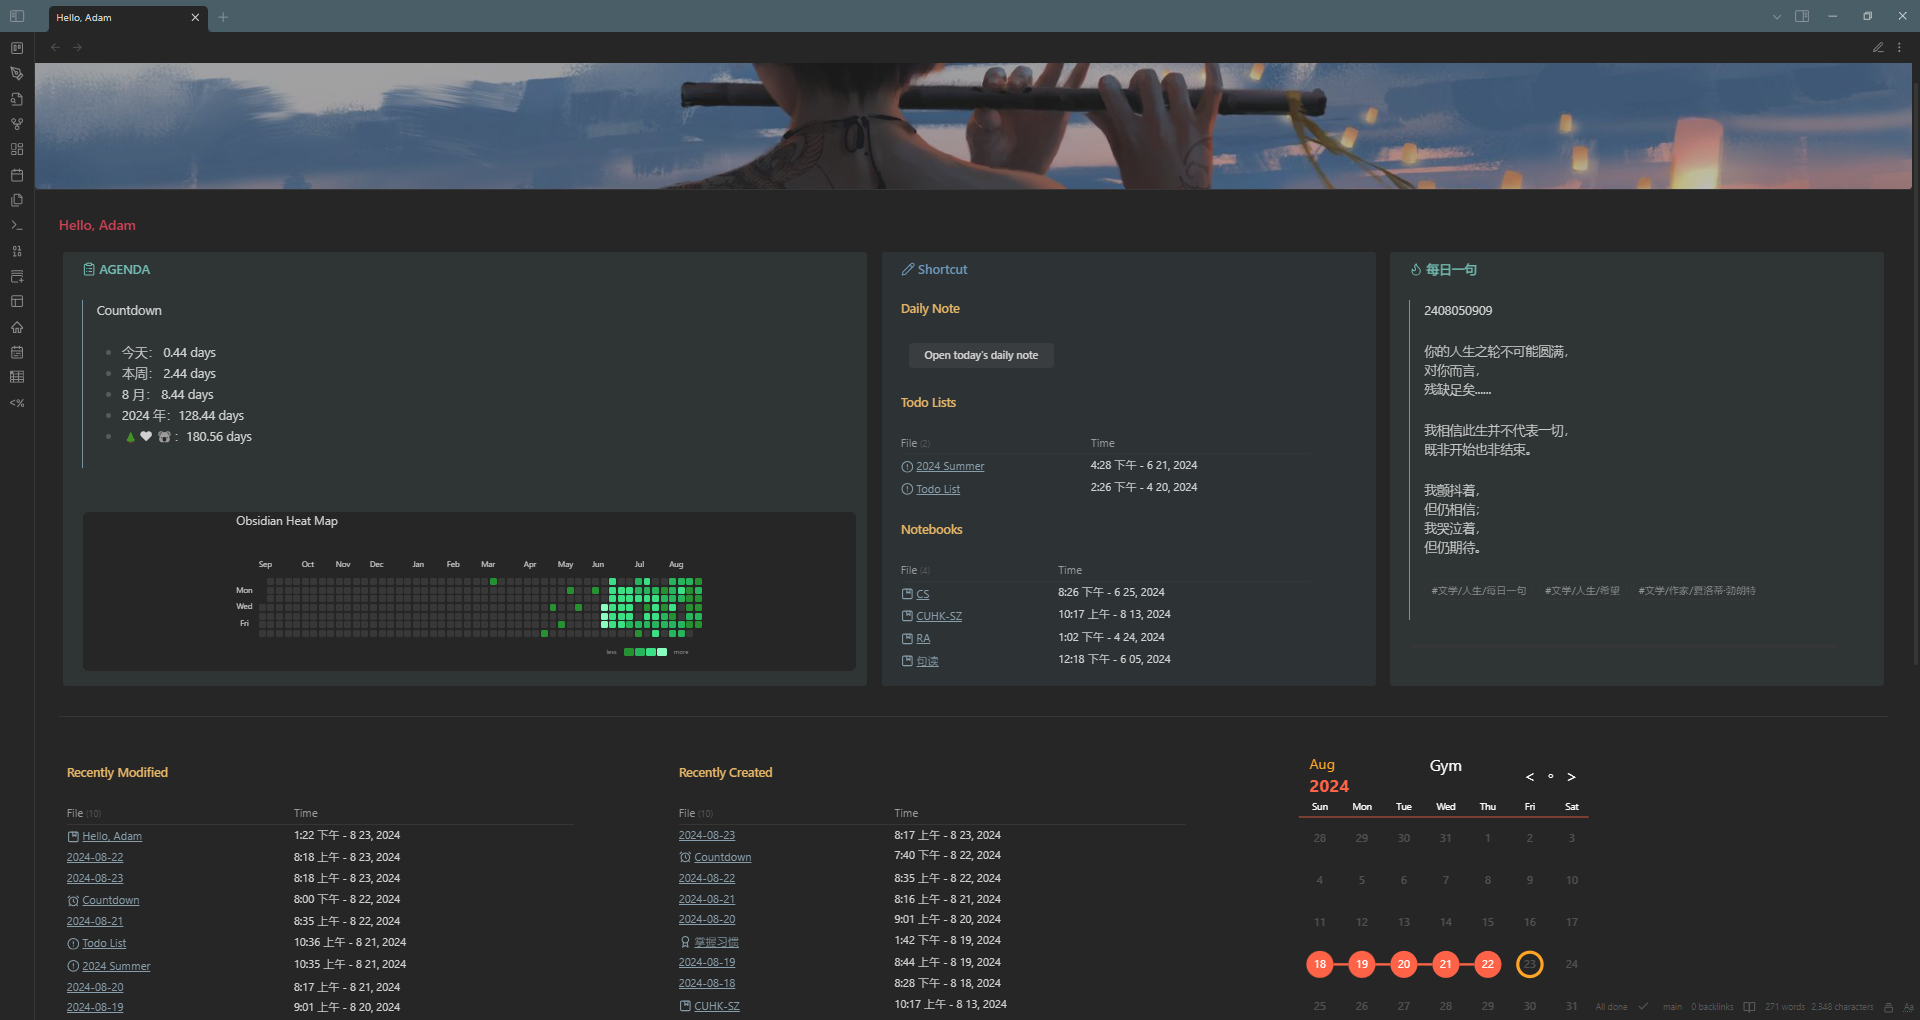 Hello, Adam
Hello, Adam
AGENDA
Countdown
今天： 0.44 days
本周： 2.44 days
8 月： 8.44 days
2024 年：128.44 days
🎄🤍🐨：180.56 days
Obsidian Heat Map
Sep Oct Nov Dec Jan Feb Mar Apr May Jun Jul Aug
Mon
Wed
Fri
less more
Shortcut
Daily Note
Open today's daily note
Todo Lists
File (2) Time
2024 Summer 4:28 下午 - 6 21, 2024
Todo List 2:26 下午 - 4 20, 2024
Notebooks
File (4) Time
CS 8:26 下午 - 6 25, 2024
CUHK-SZ 10:17 上午 - 8 13, 2024
RA 1:02 下午 - 4 24, 2024
句读 12:18 下午 - 6 05, 2024
每日一句
2408050909
你的人生之轮不可能圆满，
对你而言，
残缺足矣……
我相信此生并不代表一切，
既非开始也非结束。
我颤抖着，
但仍相信；
我哭泣着，
但仍期待。
#文学/人生/每日一句 #文学/人生/希望 #文学/作家/夏洛蒂·勃朗特
Recently Modified
File (10) Time
Hello, Adam 1:22 下午 - 8 23, 2024
2024-08-22 8:18 上午 - 8 23, 2024
2024-08-23 8:18 上午 - 8 23, 2024
Countdown 8:00 下午 - 8 22, 2024
2024-08-21 8:35 上午 - 8 22, 2024
Todo List 10:36 上午 - 8 21, 2024
2024 Summer 10:35 上午 - 8 21, 2024
2024-08-20 8:17 上午 - 8 21, 2024
2024-08-19 9:01 上午 - 8 20, 2024
Recently Created
File (10) Time
2024-08-23 8:17 上午 - 8 23, 2024
Countdown 7:40 下午 - 8 22, 2024
2024-08-22 8:35 上午 - 8 22, 2024
2024-08-21 8:16 上午 - 8 21, 2024
2024-08-20 9:01 上午 - 8 20, 2024
掌握习惯 1:42 下午 - 8 19, 2024
2024-08-19 8:44 上午 - 8 19, 2024
2024-08-18 8:28 下午 - 8 18, 2024
CUHK-SZ 10:17 上午 - 8 13, 2024
Aug
2024
Gym
< ∘ >
Sun Mon Tue Wed Thu Fri Sat
28 29 30 31 1 2 3
4 5 6 7 8 9 10
11 12 13 14 15 16 17
18 19 20 21 22 23 24
25 26 27 28 29 30 31
All done main 0 backlinks 271 words 2,348 characters Aa